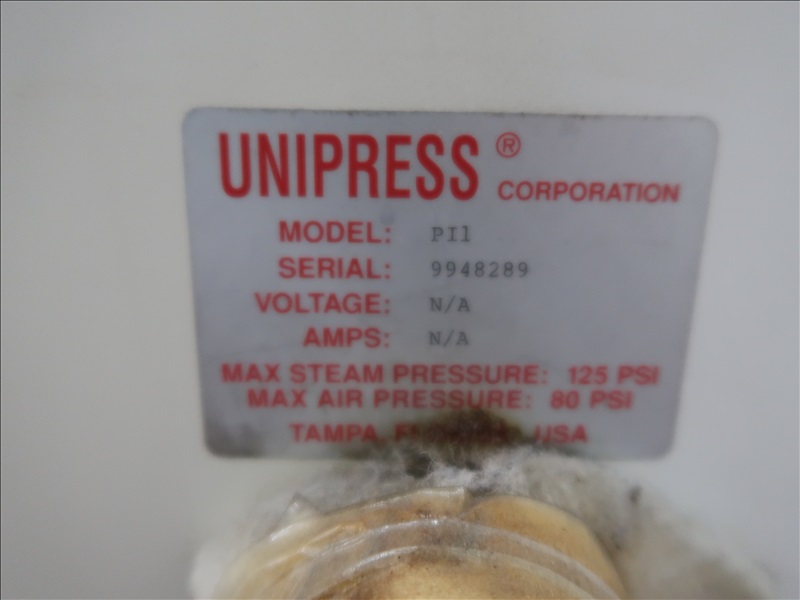 UNIPRESS ® CORPORATION
MODEL: PI1
SERIAL: 9948289
VOLTAGE: N/A
AMPS: N/A
MAX STEAM PRESSURE: 125 PSI
MAX AIR PRESSURE: 80 PSI
TAMPA, USA